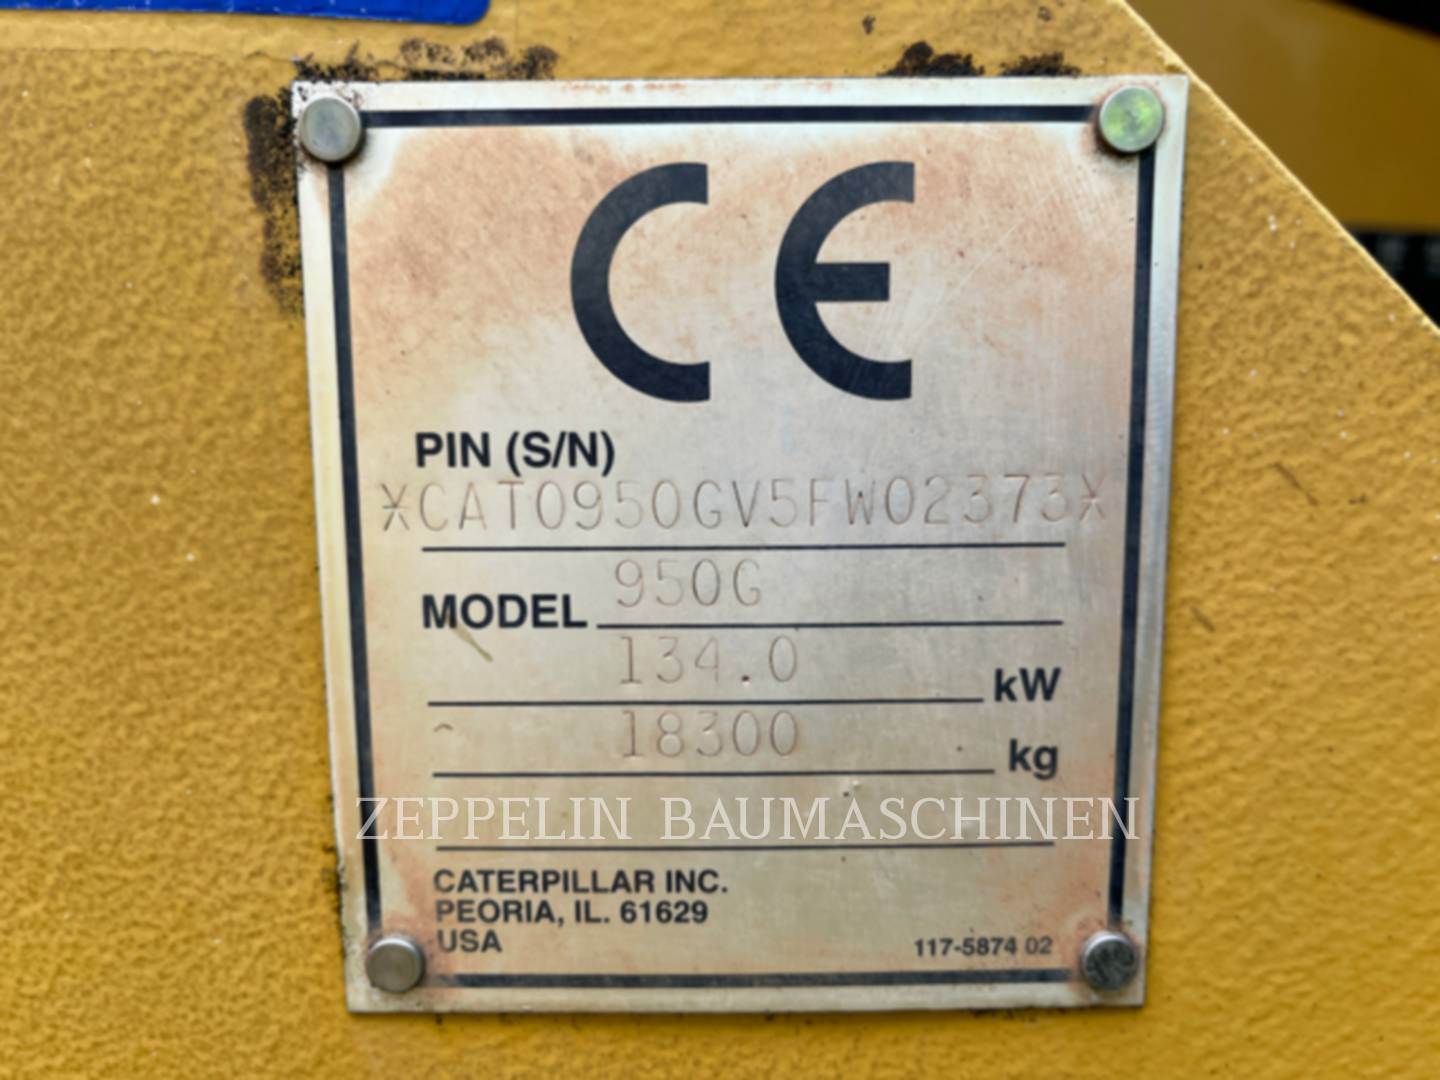 CE
PIN (S/N)
*CAT0950GV5FW02373*
MODEL 950G
134.0 kW
18300 kg
ZEPPELIN BAUMASCHINEN
CATERPILLAR INC.
PEORIA, IL. 61629
USA 117-5874 02